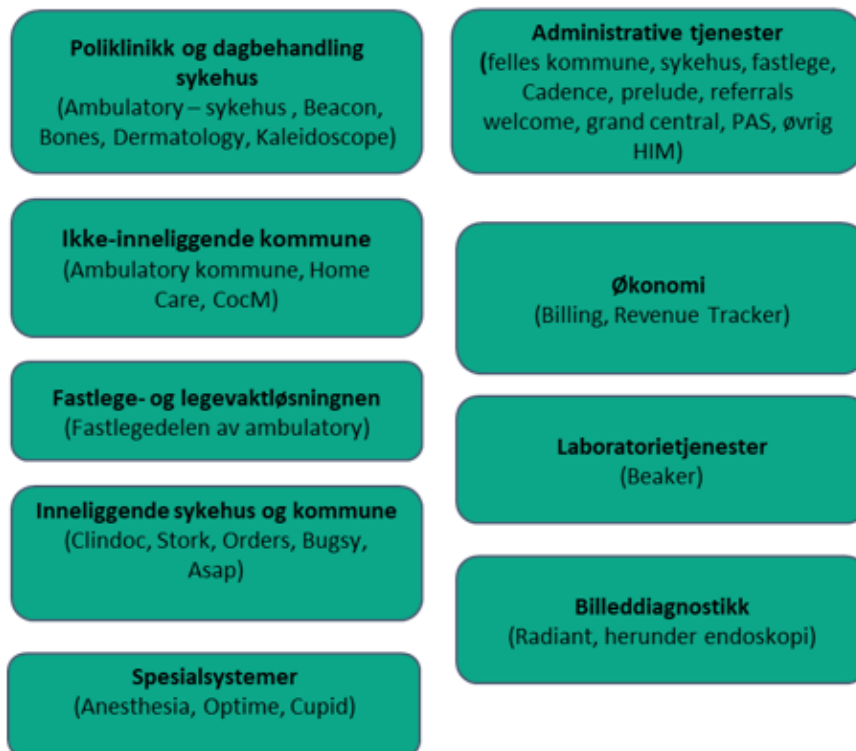 Poliklinikk og dagbehandling
sykehus
(Ambulatory – sykehus , Beacon,
Bones, Dermatology, Kaleidoscope)
Ikke-inneliggende kommune
(Ambulatory kommune, Home
Care, CocM)
Fastlege- og legevaktløsningnen
(Fastlegedelen av ambulatory)
Inneliggende sykehus og kommune
(Clindoc, Stork, Orders, Bugsy,
Asap)
Spesialsystemer
(Anesthesia, Optime, Cupid)
Administrative tjenester
(felles kommune, sykehus, fastlege,
Cadence, prelude, referrals
welcome, grand central, PAS, øvrig
HIM)
Økonomi
(Billing, Revenue Tracker)
Laboratorietjenester
(Beaker)
Billeddiagnostikk
(Radiant, herunder endoskopi)